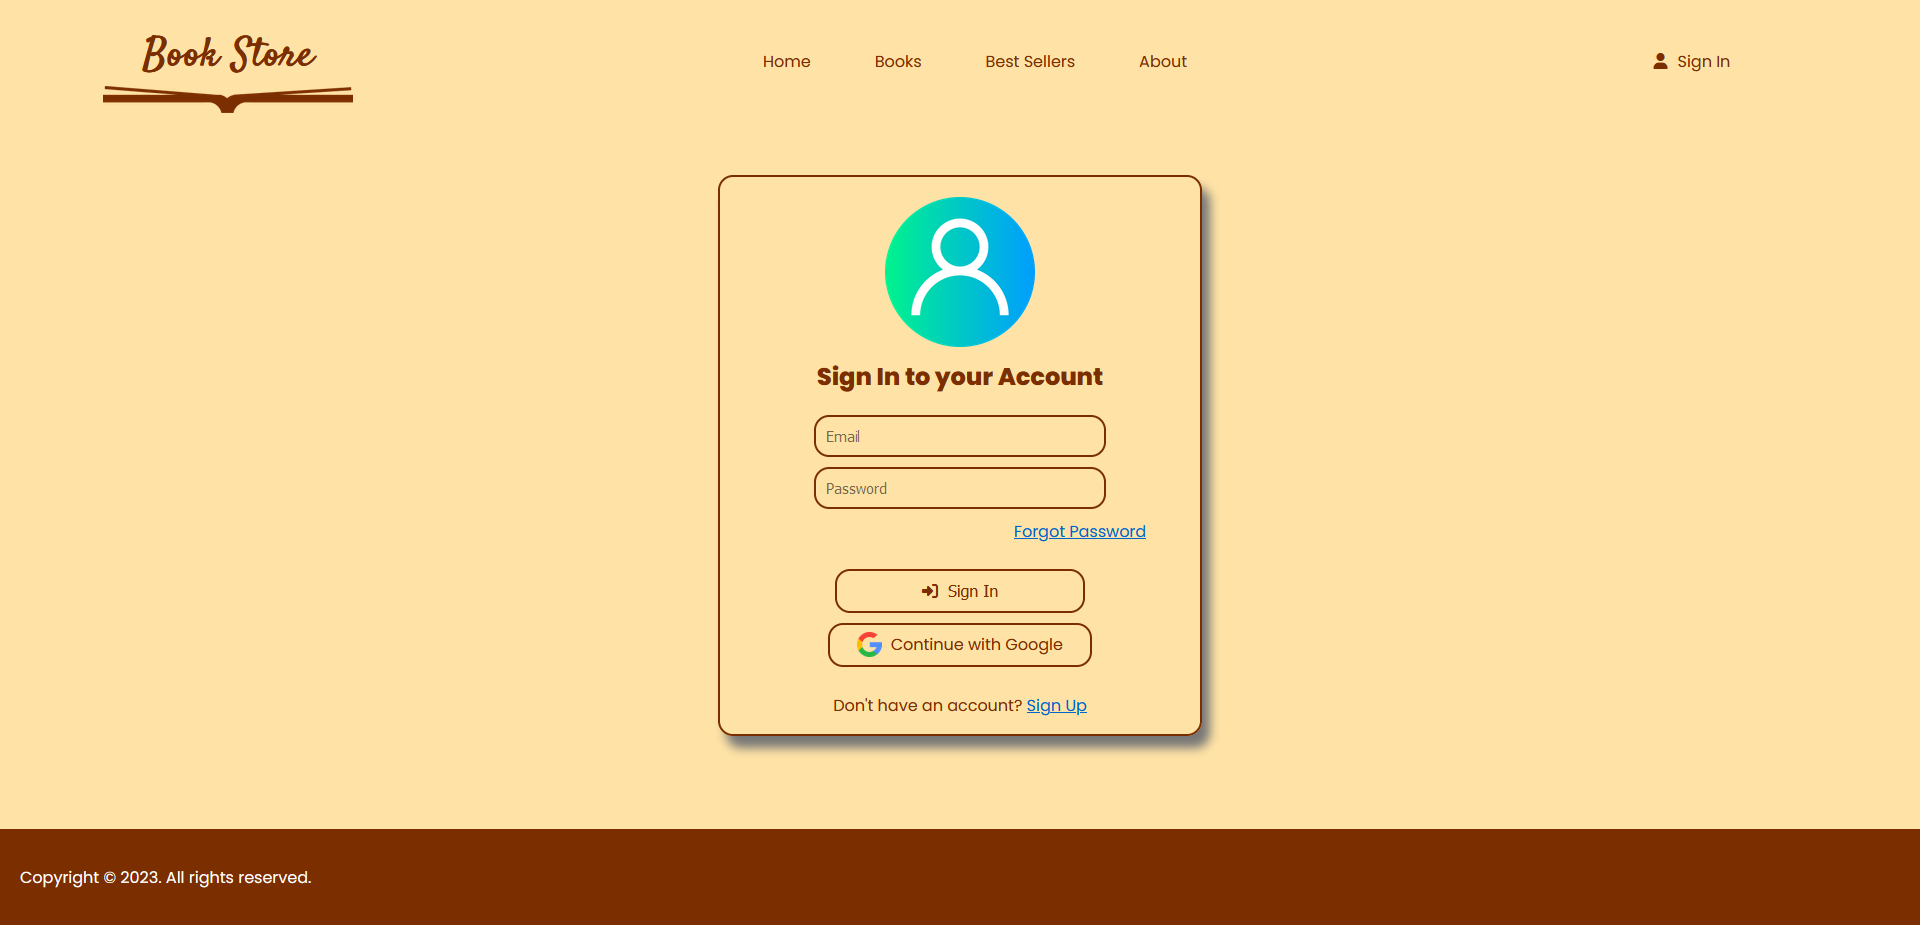 Book Store
Home
Books
Best Sellers
About
Sign In
Sign In to your Account
Email
Password
Forgot Password
Sign In
Continue with Google
Don't have an account? Sign Up
Copyright © 2023. All rights reserved.